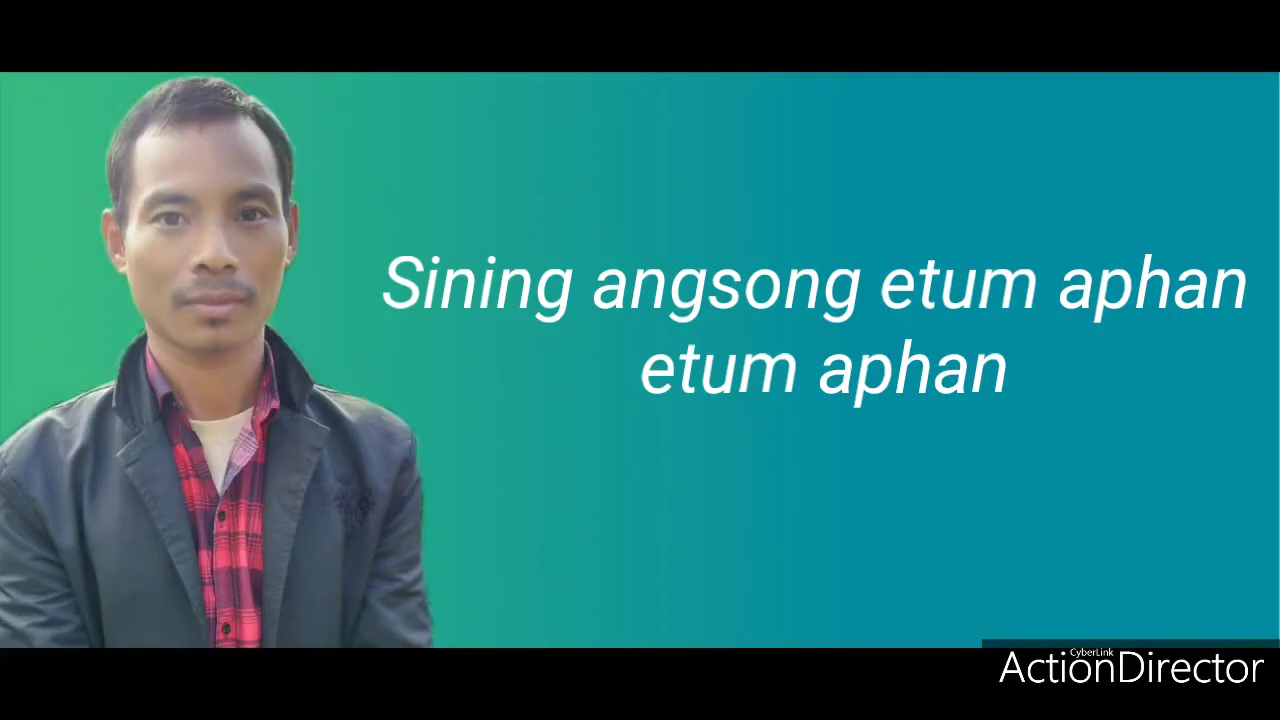 Sining angsong etum aphan
etum aphan
CyberLink
ActionDirector